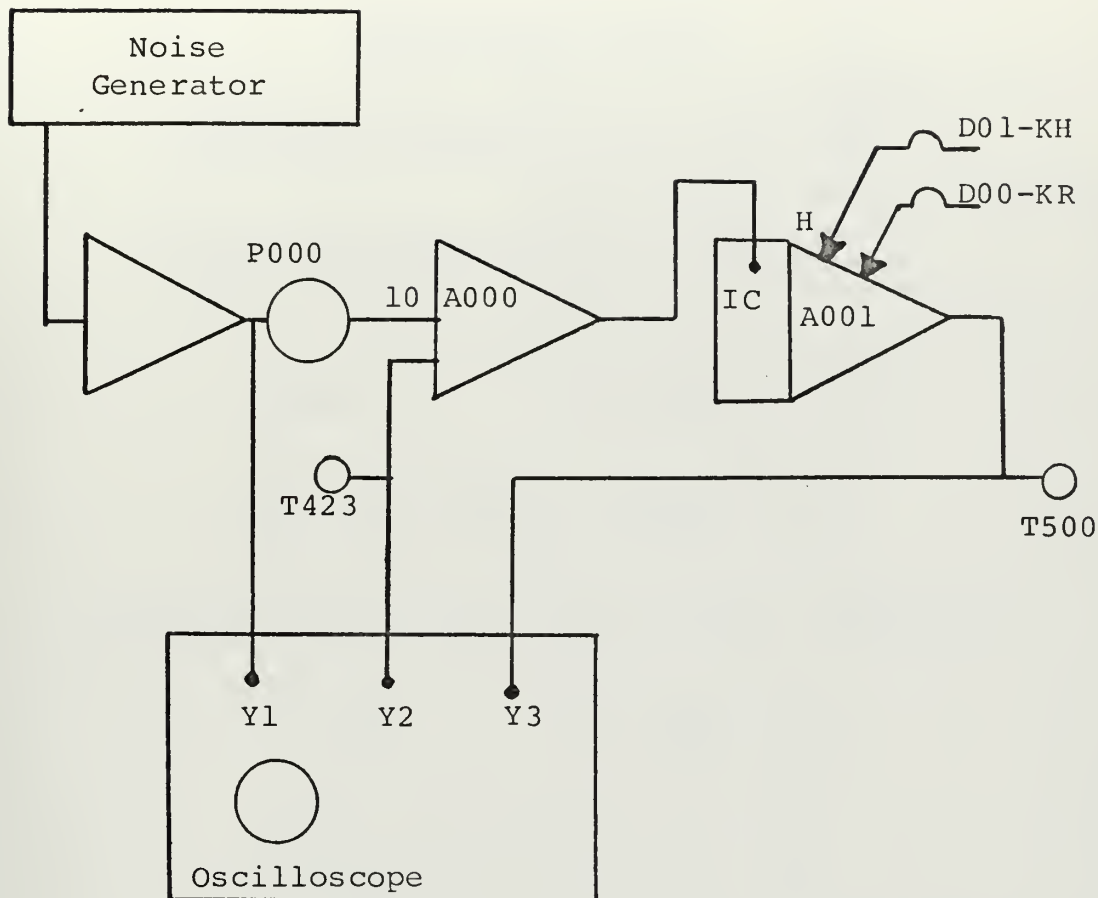 Noise
Generator
D01-KH
D00-KR
H
P000
10
A000
IC
A001
T423
T500
Y1
Y2
Y3
Oscilloscope